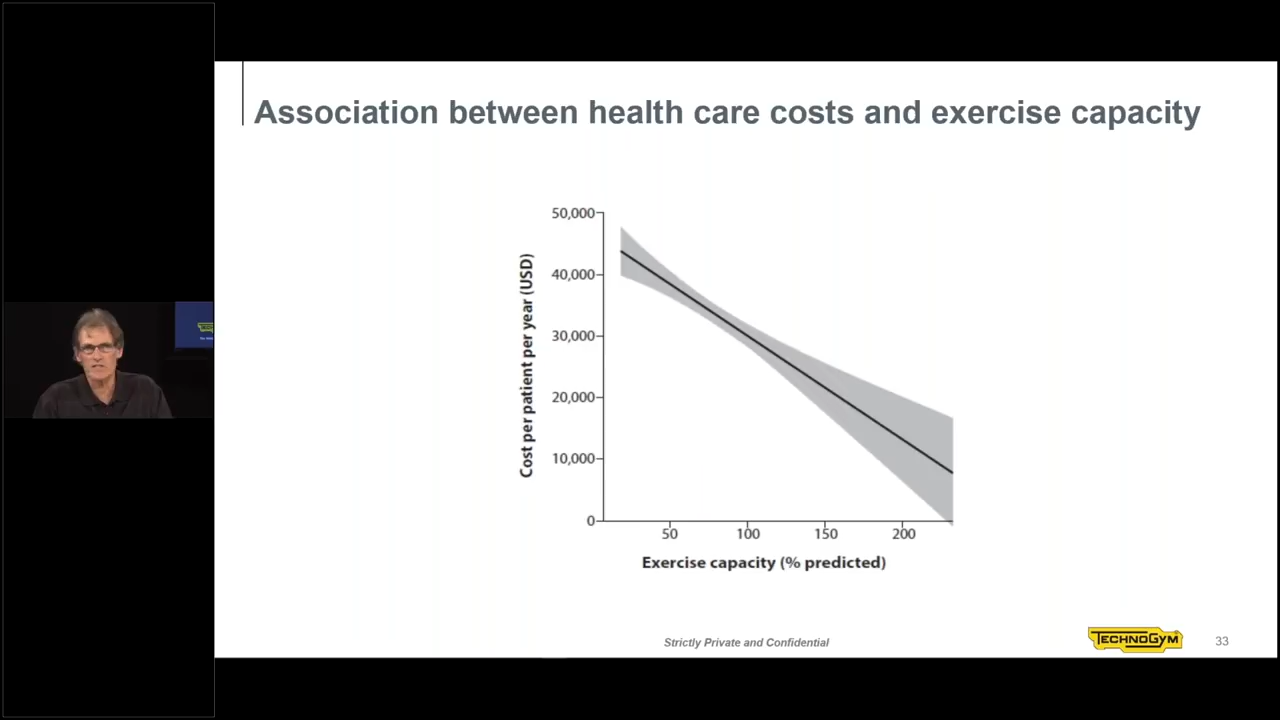 Association between health care costs and exercise capacity
50,000
40,000
30,000
20,000
10,000
0
Cost per patient per year (USD)
50 100 150 200
Exercise capacity (% predicted)
Strictly Private and Confidential
TECHNOGYM
33